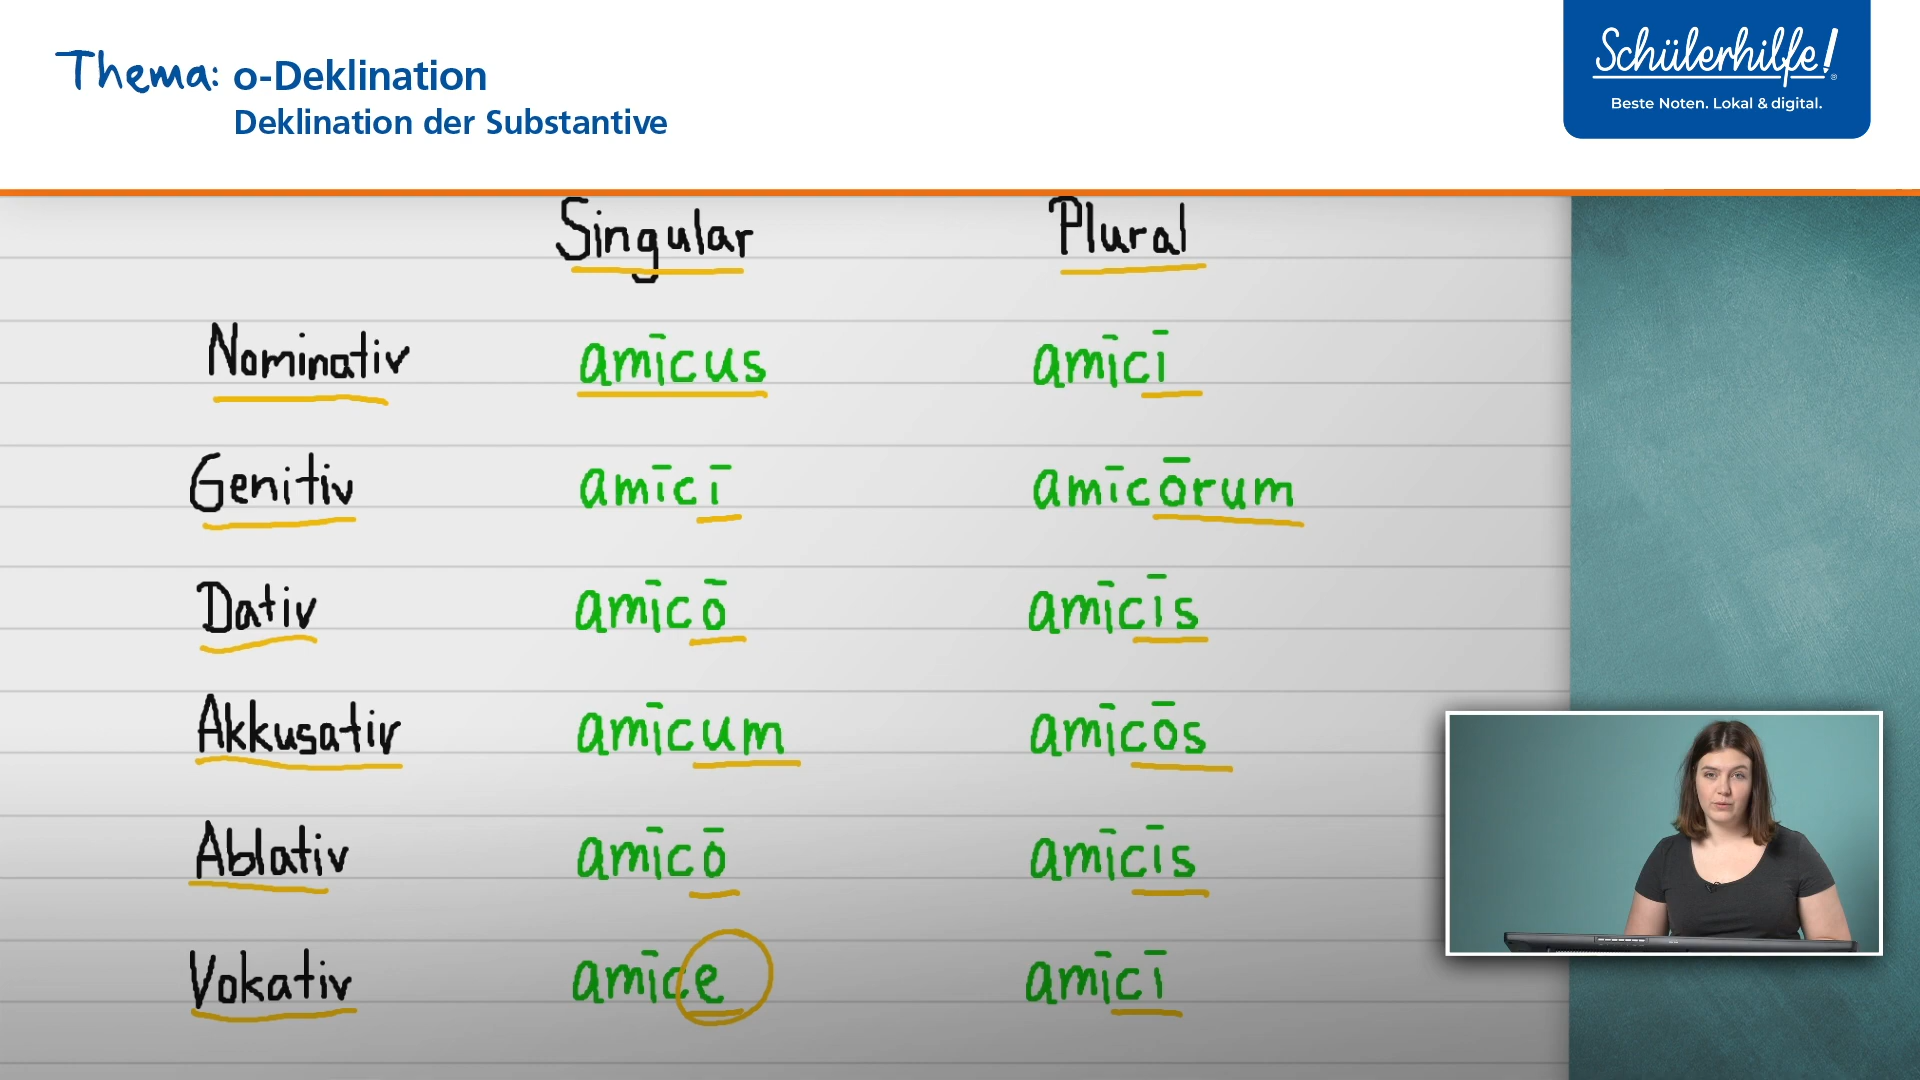 Thema: o-Deklination
Deklination der Substantive
Schülerhilfe!
®
Beste Noten. Lokal & digital.
Singular Plural
Nominativ amīcus amīcī
Genitiv amīcī amīcōrum
Dativ amīcō amīcīs
Akkusativ amīcum amīcōs
Ablativ amīcō amīcīs
Vokativ amīce amīcī